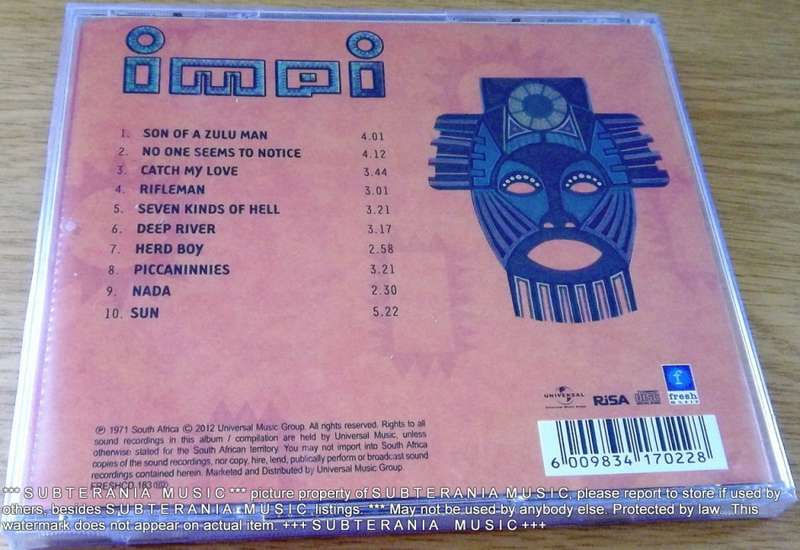 impi
1. SON OF A ZULU MAN 4.01
2. NO ONE SEEMS TO NOTICE 4.12
3. CATCH MY LOVE 3.44
4. RIFLEMAN 3.01
5. SEVEN KINDS OF HELL 3.21
6. DEEP RIVER 3.17
7. HERD BOY 2.58
8. PICCANINNIES 3.21
9. NADA 2.30
10. SUN 5.22
UNIVERSAL
RiSA
f
fresh
MUSIC
℗ 1971 South Africa © 2012 Universal Music Group. All rights reserved. Rights to all
sound recordings in this album / compilation are held by Universal Music, unless
otherwise stated for the South African territory. You may not import into South Africa
copies of the sound recordings, nor copy, hire, lend, publically perform or broadcast sound
recordings contained herein. Marketed and Distributed by Universal Music Group
FRESHCD 183
6 009834 170228
*** S U B T E R A N I A M U S I C *** picture property of S U B T E R A N I A M U S I C, please report to store if used by
others, besides S U B T E R A N I A M U S I C listings. *** May not be used by anybody else. Protected by law. .This
watermark does not appear on actual item. +++ S U B T E R A N I A M U S I C +++